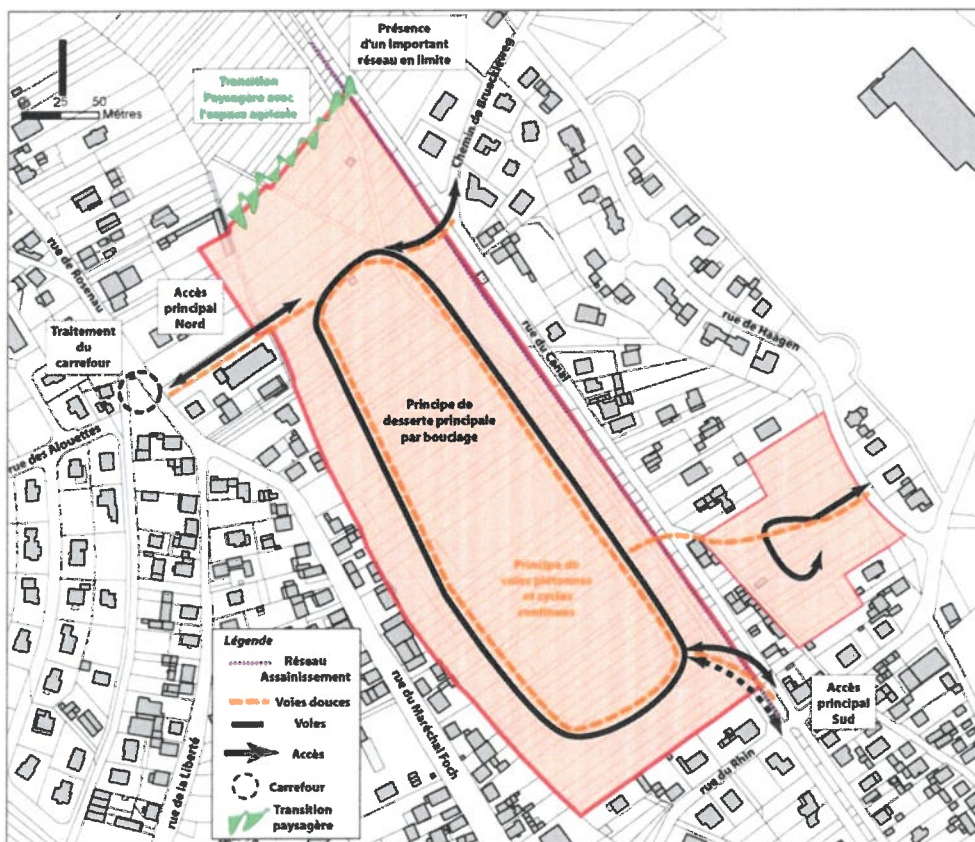 Présence
d'un important
réseau en limite
Transition
Paysagère avec
l'espace agricole
0 25 50
Mètres
Chemin de Brueckleweg
rue de Rosenau
Accès
principal
Nord
Traitement
du
carrefour
rue des Alouettes
rue du Canal
rue de Haagen
Principe de
desserte principale
par bouclage
Principe de
voies piétonnes
et cycles
continues
Légende
Réseau
Assainissement
Voies douces
Voies
Accès
Carrefour
Transition
paysagère
rue de la Liberté
rue du Maréchal Foch
rue du Rhin
Accès
principal
Sud